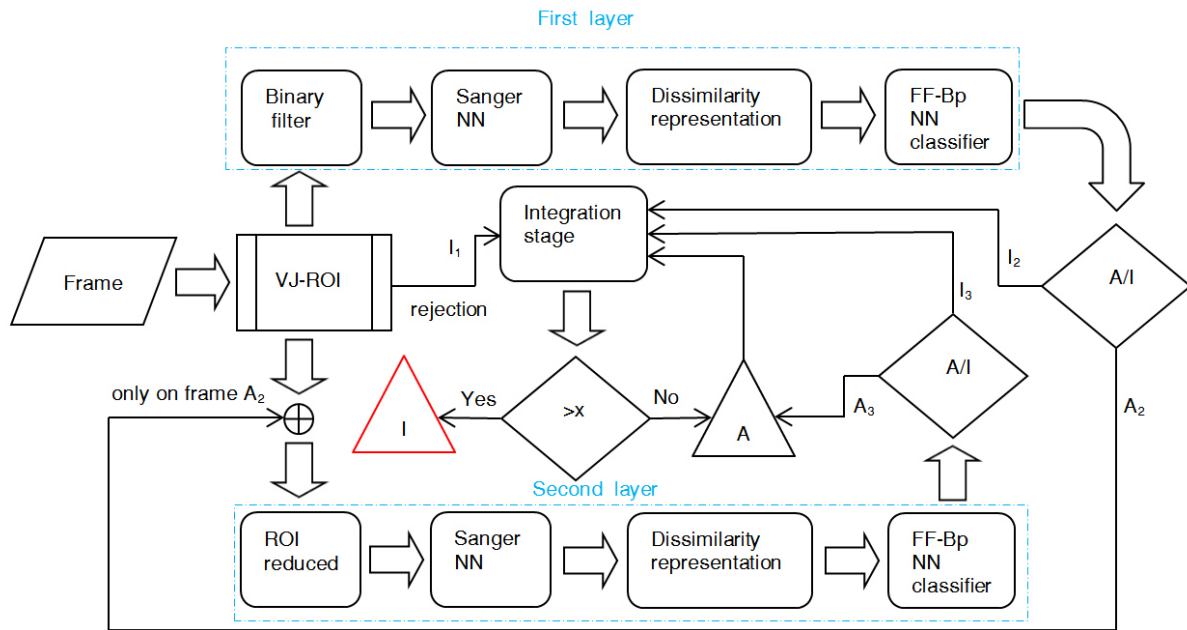 First layer
Binary
filter
Sanger
NN
Dissimilarity
representation
FF-Bp
NN
classifier
Frame
VJ-ROI
I₁
rejection
Integration
stage
I₂
I₃
A/I
A/I
only on frame A₂
I
Yes
>x
No
A
A₃
A₂
Second layer
ROI
reduced
Sanger
NN
Dissimilarity
representation
FF-Bp
NN
classifier